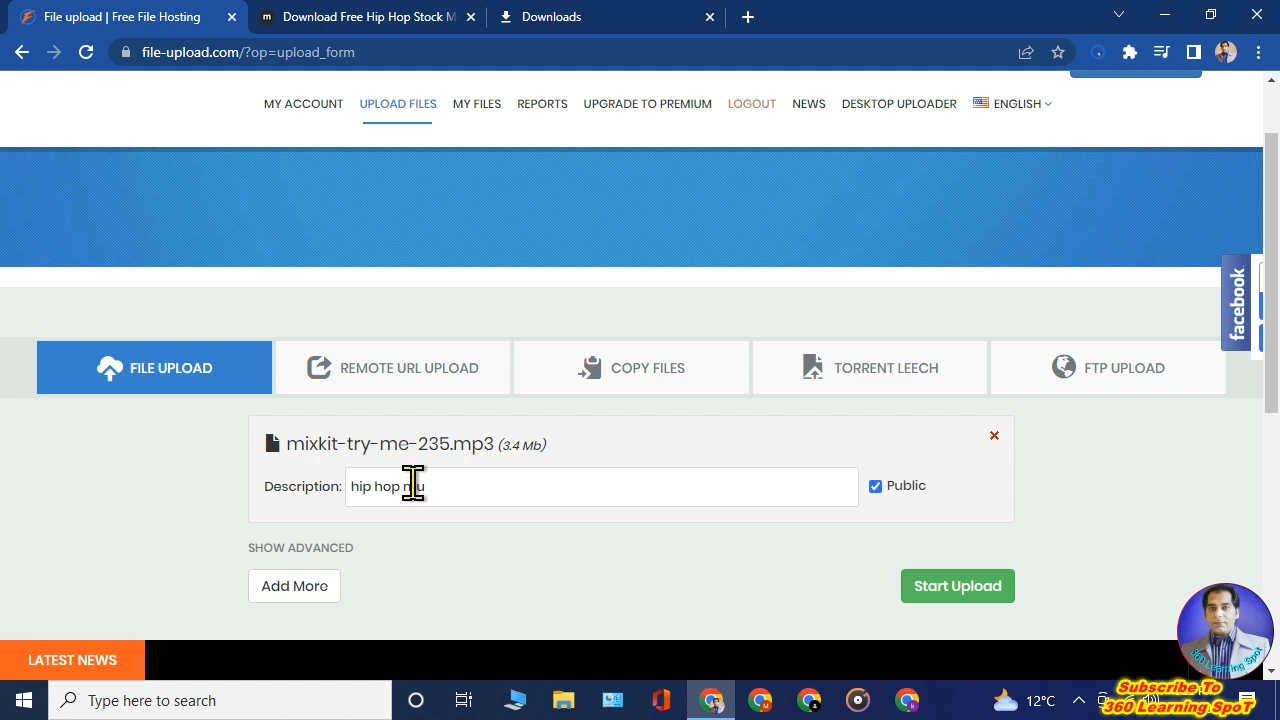 File upload | Free File Hosting
Download Free Hip Hop Stock M
Downloads
file-upload.com/?op=upload_form
MY ACCOUNT
UPLOAD FILES
MY FILES
REPORTS
UPGRADE TO PREMIUM
LOGOUT
NEWS
DESKTOP UPLOADER
ENGLISH
facebook
FILE UPLOAD
REMOTE URL UPLOAD
COPY FILES
TORRENT LEECH
FTP UPLOAD
mixkit-try-me-235.mp3 (3.4 Mb)
Description:
hip hop
Public
SHOW ADVANCED
Add More
Start Upload
LATEST NEWS
360 Learning Spot
Type here to search
12°C
Subscribe To
360 Learning SpoT